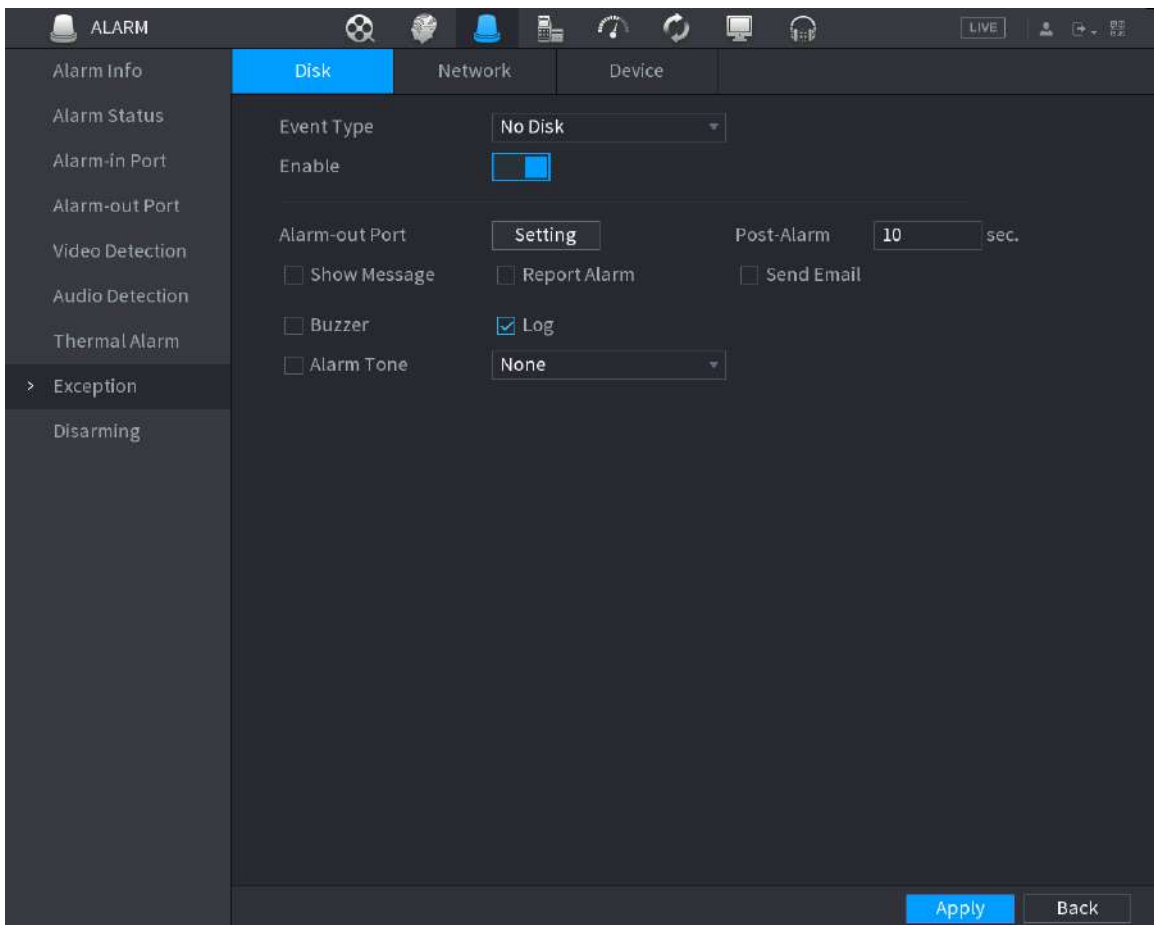 ALARM LIVE
Alarm Info
Alarm Status
Alarm-in Port
Alarm-out Port
Video Detection
Audio Detection
Thermal Alarm
> Exception
Disarming
Disk Network Device
Event Type No Disk
Enable
Alarm-out Port Setting Post-Alarm 10 sec.
Show Message Report Alarm Send Email
Buzzer Log
Alarm Tone None
Apply Back